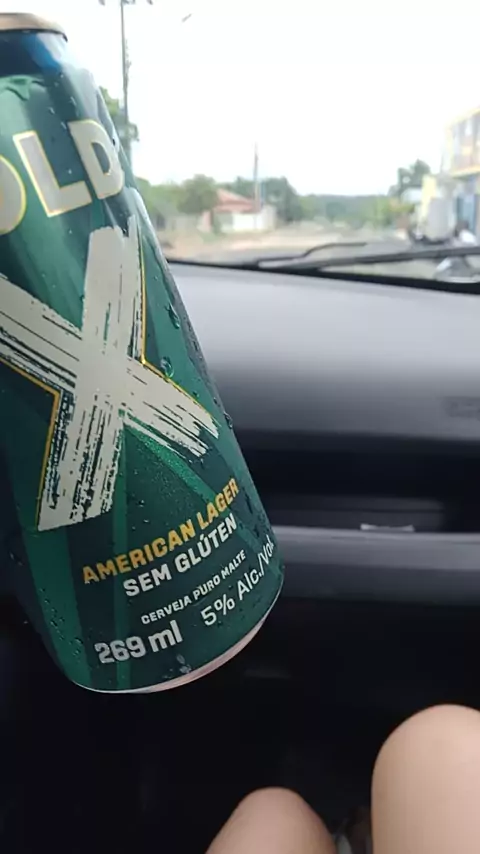 OLD
X
AMERICAN LAGER
SEM GLÚTEN
CERVEJA PURO MALTE
269 ml 5% Alc./Vol